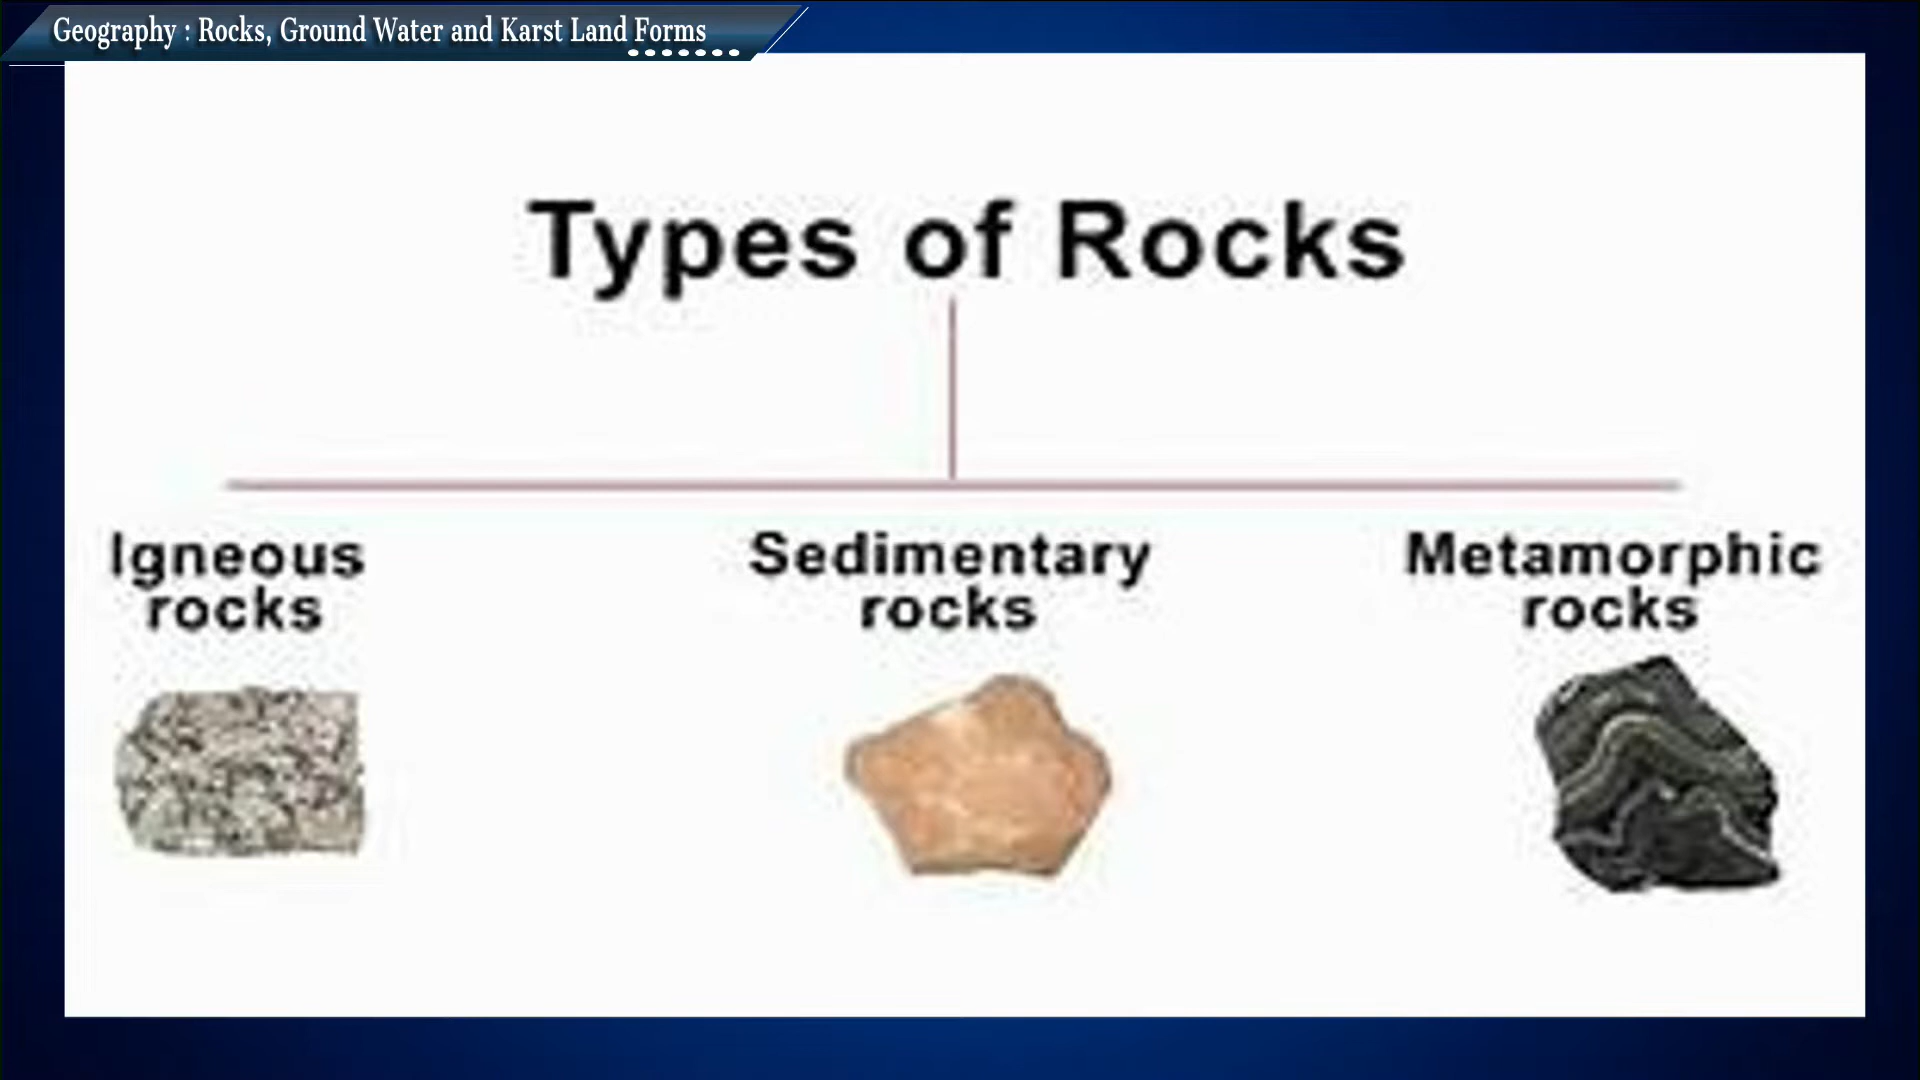 Geography : Rocks, Ground Water and Karst Land Forms
Types of Rocks
Igneous
rocks
Sedimentary
rocks
Metamorphic
rocks